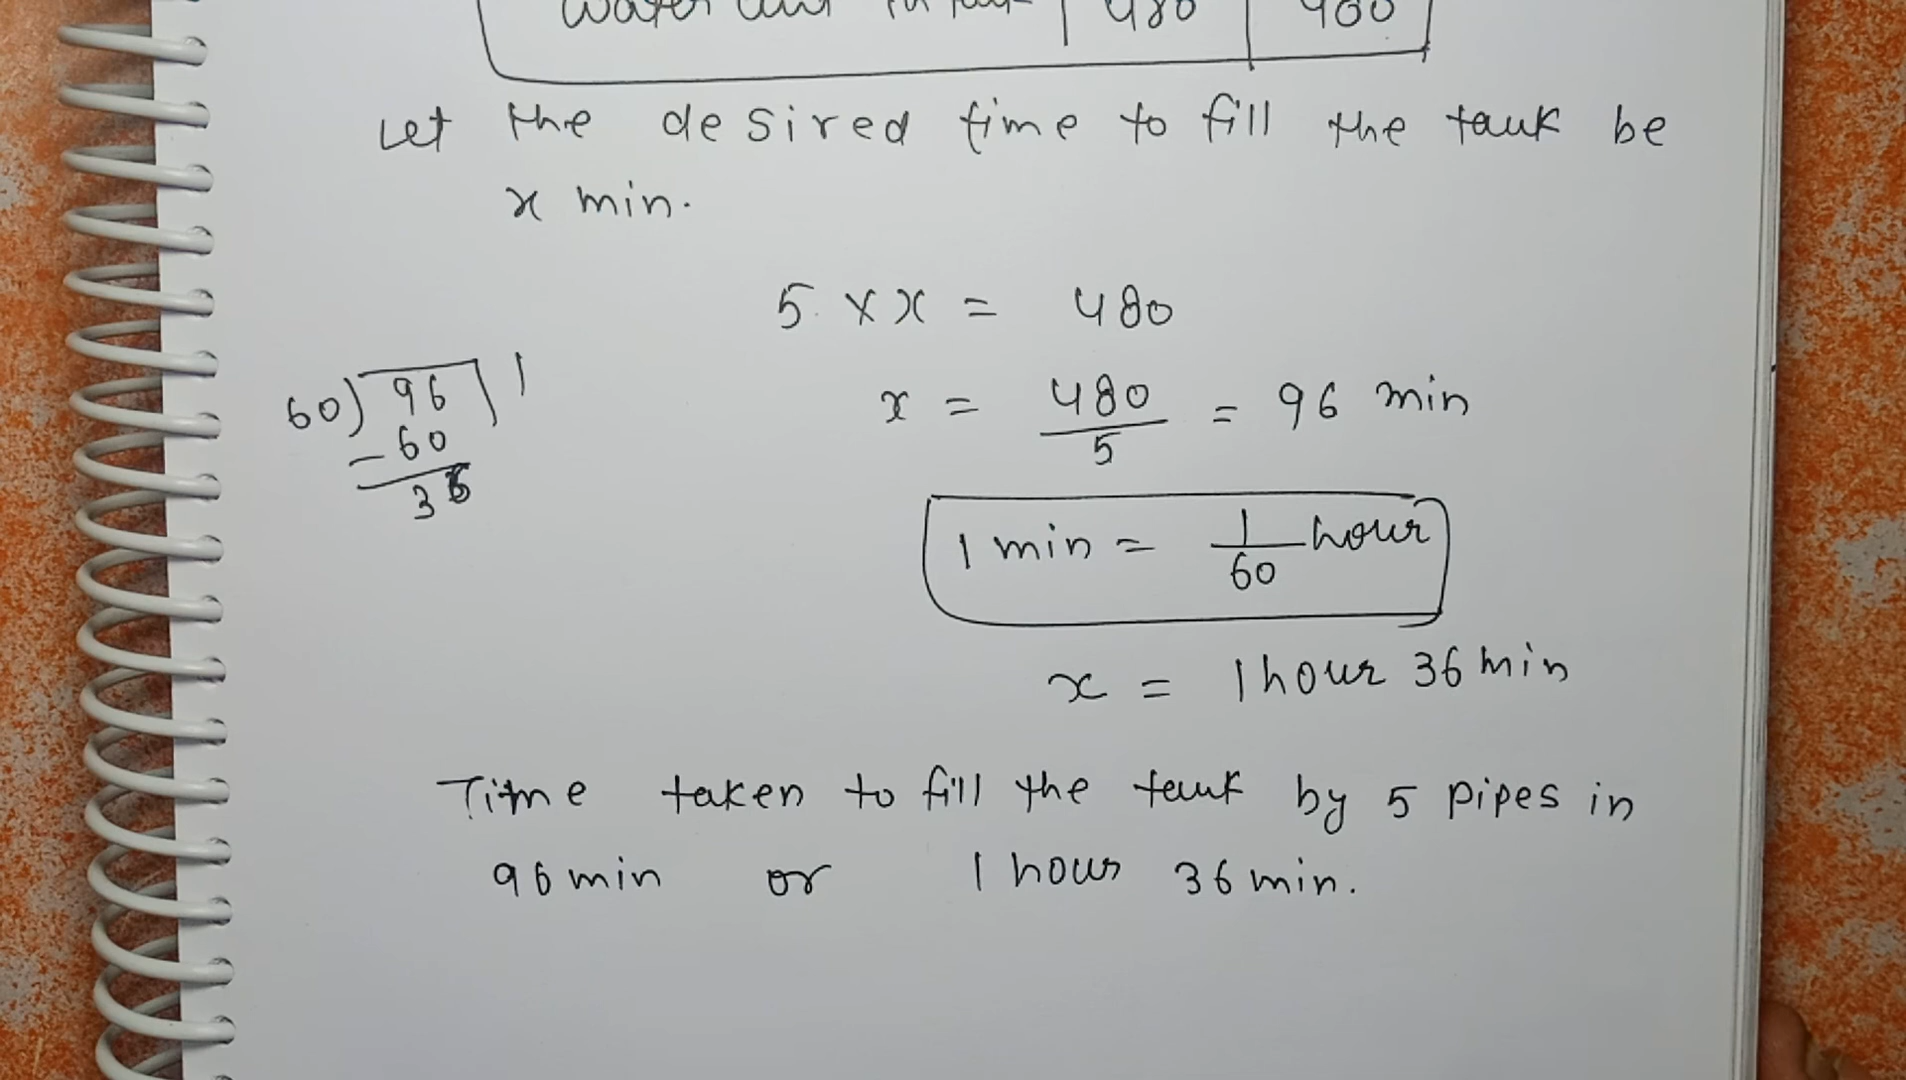 480 | 480
Let the desired time to fill the tank be
x min.
5 × x = 480
x = 480/5 = 96 min
60) 96 ) 1
- 60
36
1 min = 1/60 hour
x = 1 hour 36 min
Time taken to fill the tank by 5 pipes in
96 min or 1 hour 36 min.